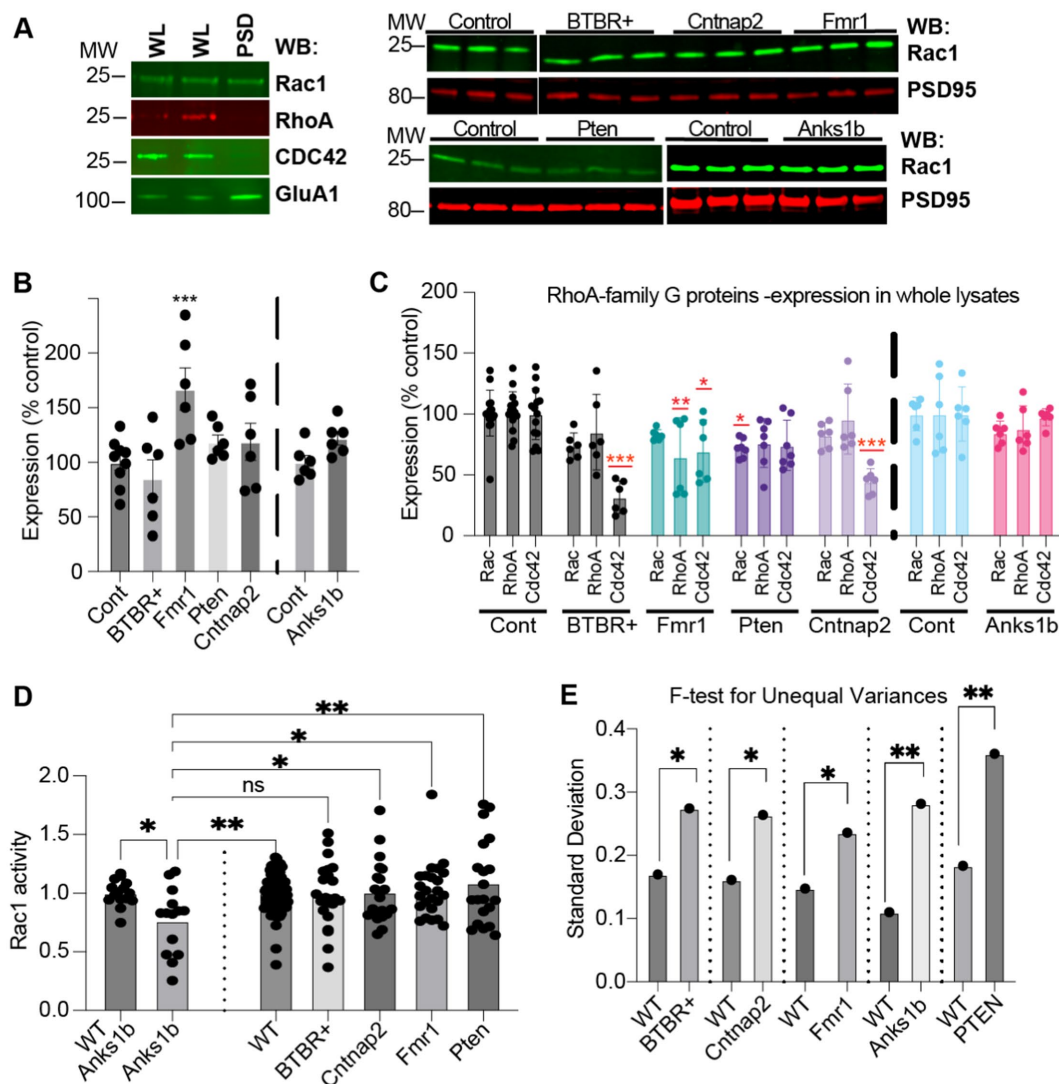 A
MW
WL
WL
PSD
WB:
25
Rac1
25
RhoA
25
CDC42
100
GluA1
MW
Control
BTBR+
Cntnap2
Fmr1
WB:
25
Rac1
80
PSD95
MW
Control
Pten
Control
Anks1b
WB:
25
Rac1
80
PSD95
B
Expression (% control)
200
150
100
50
0
***
Cont
BTBR+
Fmr1
Pten
Cntnap2
Cont
Anks1b
C
RhoA-family G proteins -expression in whole lysates
Expression (% control)
200
150
100
50
0
***
**
*
*
***
Rac
RhoA
Cdc42
Rac
RhoA
Cdc42
Rac
RhoA
Cdc42
Rac
RhoA
Cdc42
Rac
RhoA
Cdc42
Rac
RhoA
Cdc42
Rac
RhoA
Cdc42
Cont
BTBR+
Fmr1
Pten
Cntnap2
Cont
Anks1b
D
Rac1 activity
2.0
1.5
1.0
0.5
0.0
**
*
*
ns
*
**
WT
Anks1b
Anks1b
WT
BTBR+
Cntnap2
Fmr1
Pten
E
F-test for Unequal Variances
Standard Deviation
0.4
0.3
0.2
0.1
0.0
*
*
*
**
**
WT
BTBR+
WT
Cntnap2
WT
Fmr1
WT
Anks1b
WT
PTEN